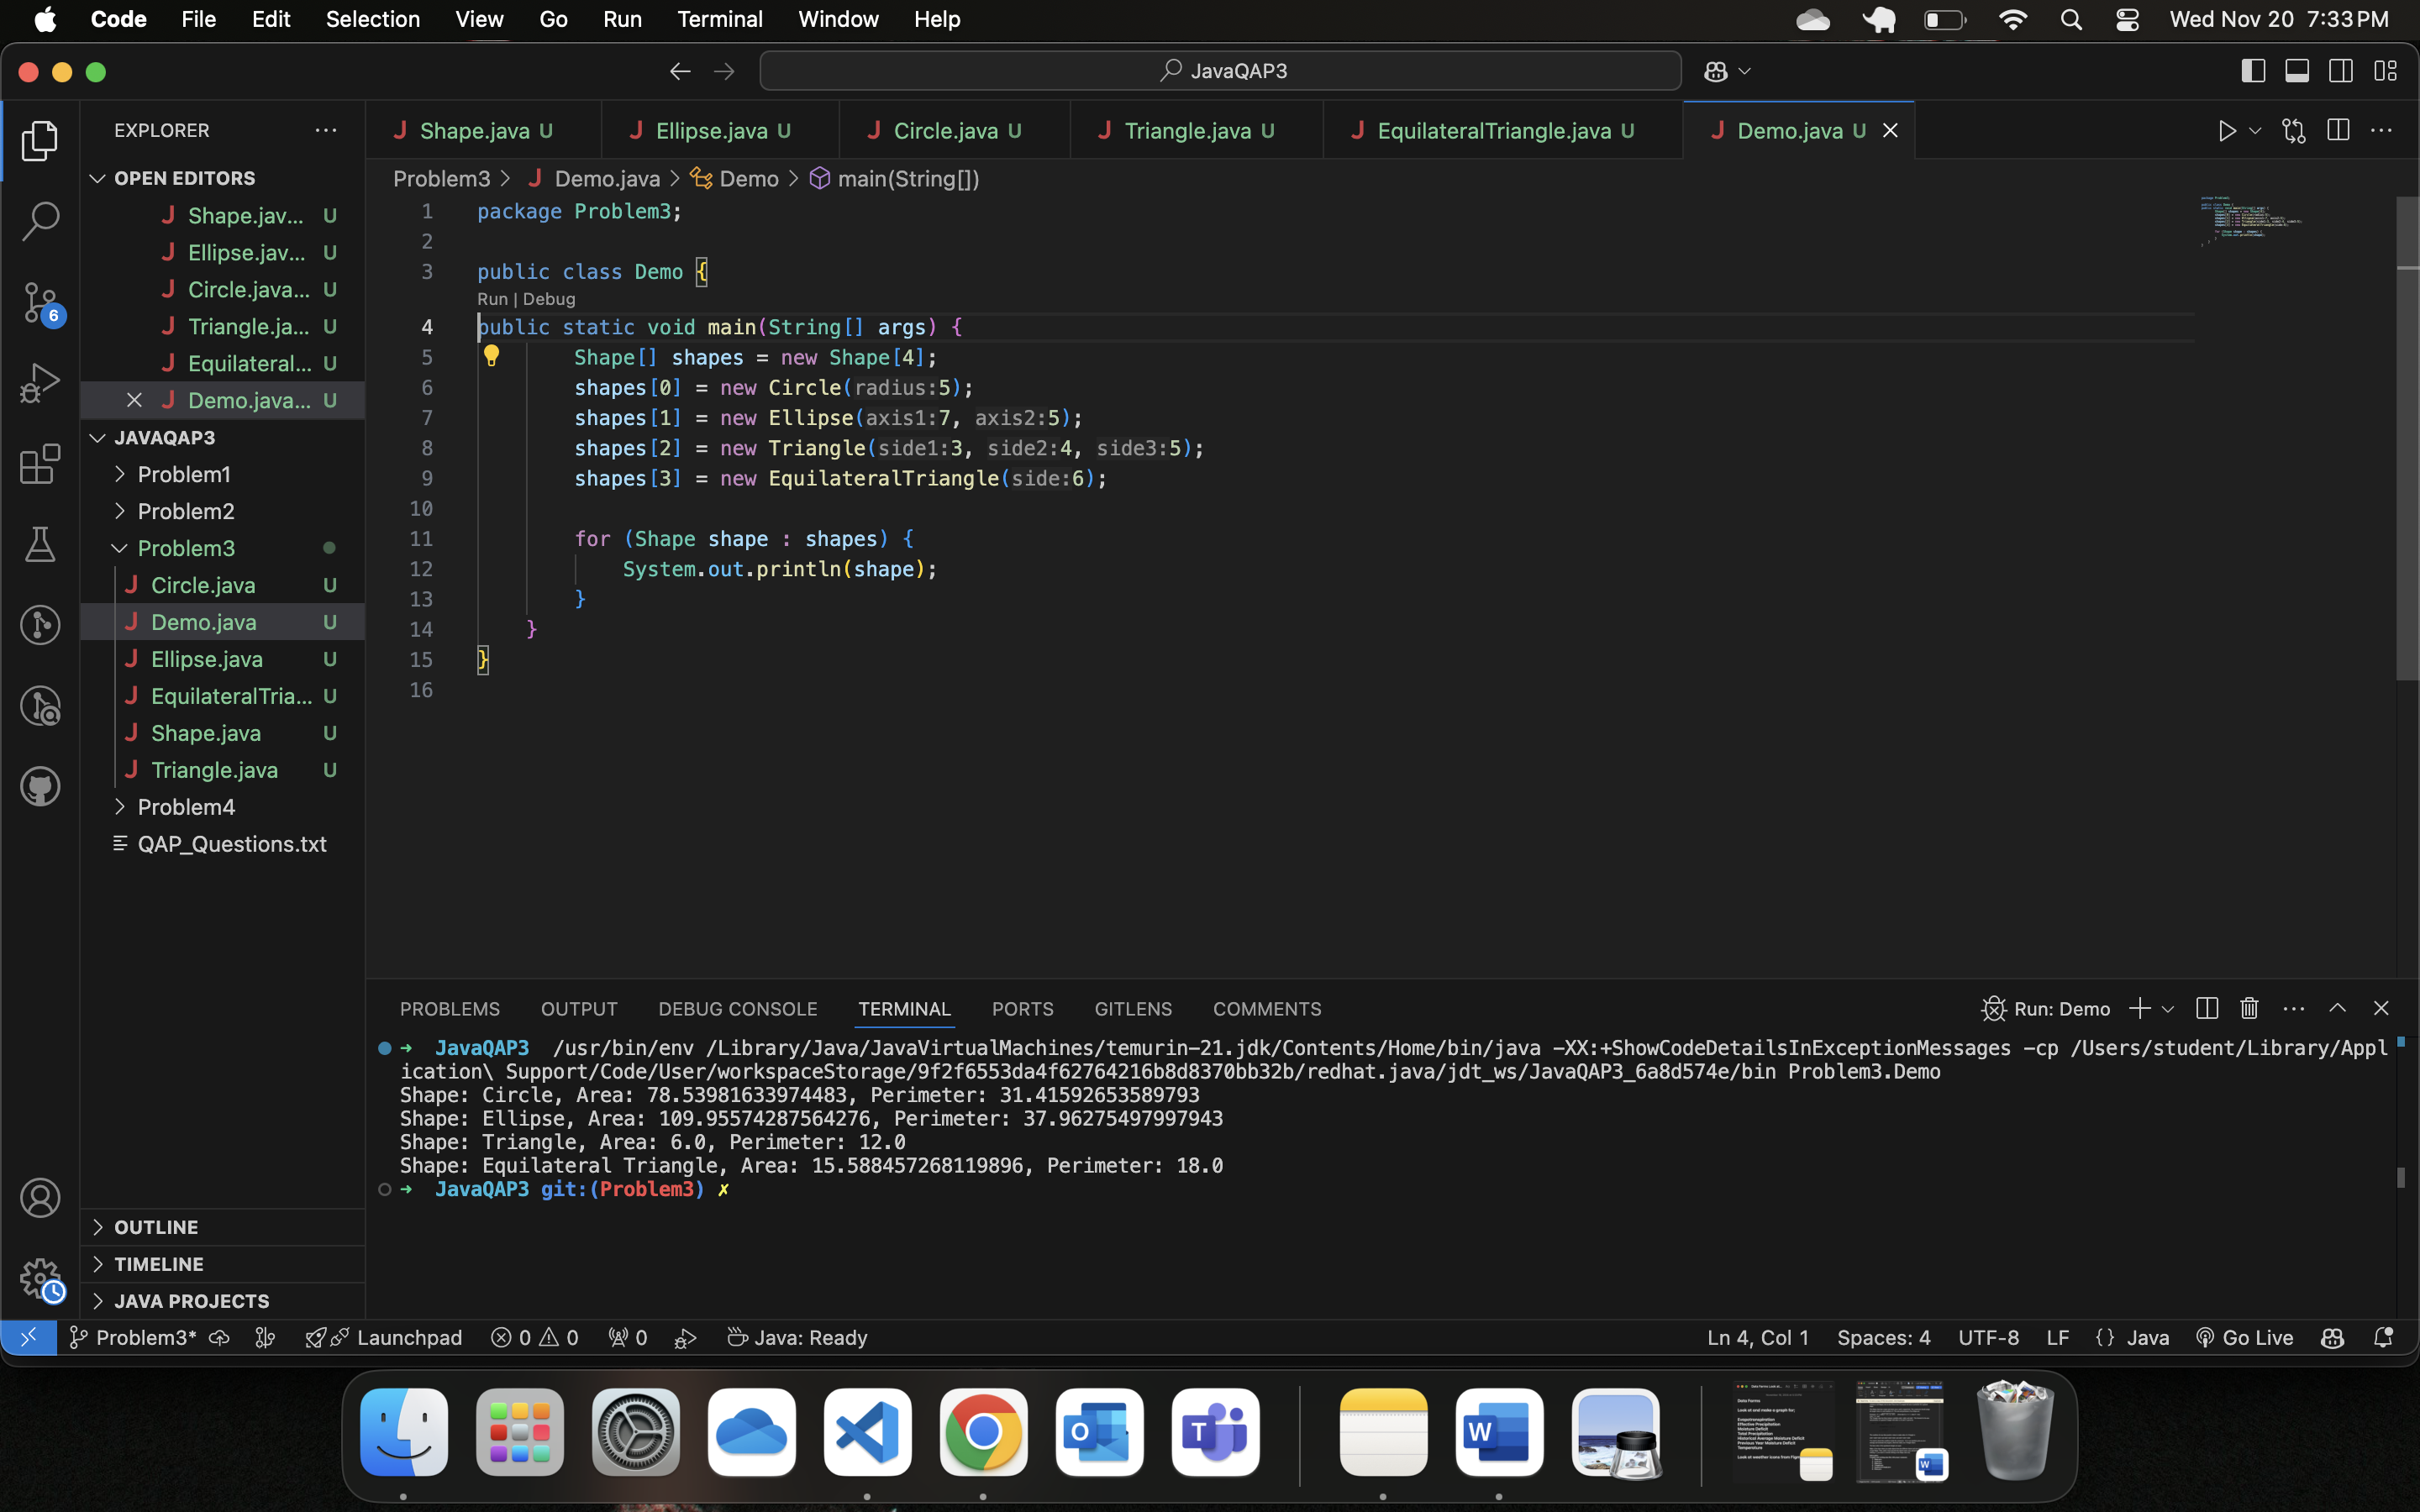 Code File Edit Selection View Go Run Terminal Window Help Wed Nov 20 7:33 PM
JavaQAP3
EXPLORER
OPEN EDITORS
Shape.jav... U
Ellipse.jav... U
Circle.java... U
Triangle.ja... U
Equilateral... U
Demo.java... U
JAVAQAP3
Problem1
Problem2
Problem3
Circle.java U
Demo.java U
Ellipse.java U
EquilateralTria... U
Shape.java U
Triangle.java U
Problem4
QAP_Questions.txt
OUTLINE
TIMELINE
JAVA PROJECTS
6
Shape.java U Ellipse.java U Circle.java U Triangle.java U EquilateralTriangle.java U Demo.java U
Problem3 > Demo.java > Demo > main(String[])
1 package Problem3;
2
3 public class Demo {
Run | Debug
4 public static void main(String[] args) {
5 Shape[] shapes = new Shape[4];
6 shapes[0] = new Circle(radius:5);
7 shapes[1] = new Ellipse(axis1:7, axis2:5);
8 shapes[2] = new Triangle(side1:3, side2:4, side3:5);
9 shapes[3] = new EquilateralTriangle(side:6);
10
11 for (Shape shape : shapes) {
12 System.out.println(shape);
13 }
14 }
15 }
16
PROBLEMS OUTPUT DEBUG CONSOLE TERMINAL PORTS GITLENS COMMENTS Run: Demo
➜ JavaQAP3 /usr/bin/env /Library/Java/JavaVirtualMachines/temurin-21.jdk/Contents/Home/bin/java -XX:+ShowCodeDetailsInExceptionMessages -cp /Users/student/Library/Appl
ication\ Support/Code/User/workspaceStorage/9f2f6553da4f62764216b8d8370bb32b/redhat.java/jdt_ws/JavaQAP3_6a8d574e/bin Problem3.Demo
Shape: Circle, Area: 78.53981633974483, Perimeter: 31.41592653589793
Shape: Ellipse, Area: 109.95574287564276, Perimeter: 37.96275497997943
Shape: Triangle, Area: 6.0, Perimeter: 12.0
Shape: Equilateral Triangle, Area: 15.588457268119896, Perimeter: 18.0
➜ JavaQAP3 git:(Problem3) ✗
Problem3* Launchpad 0 0 0 Java: Ready Ln 4, Col 1 Spaces: 4 UTF-8 LF {} Java Go Live